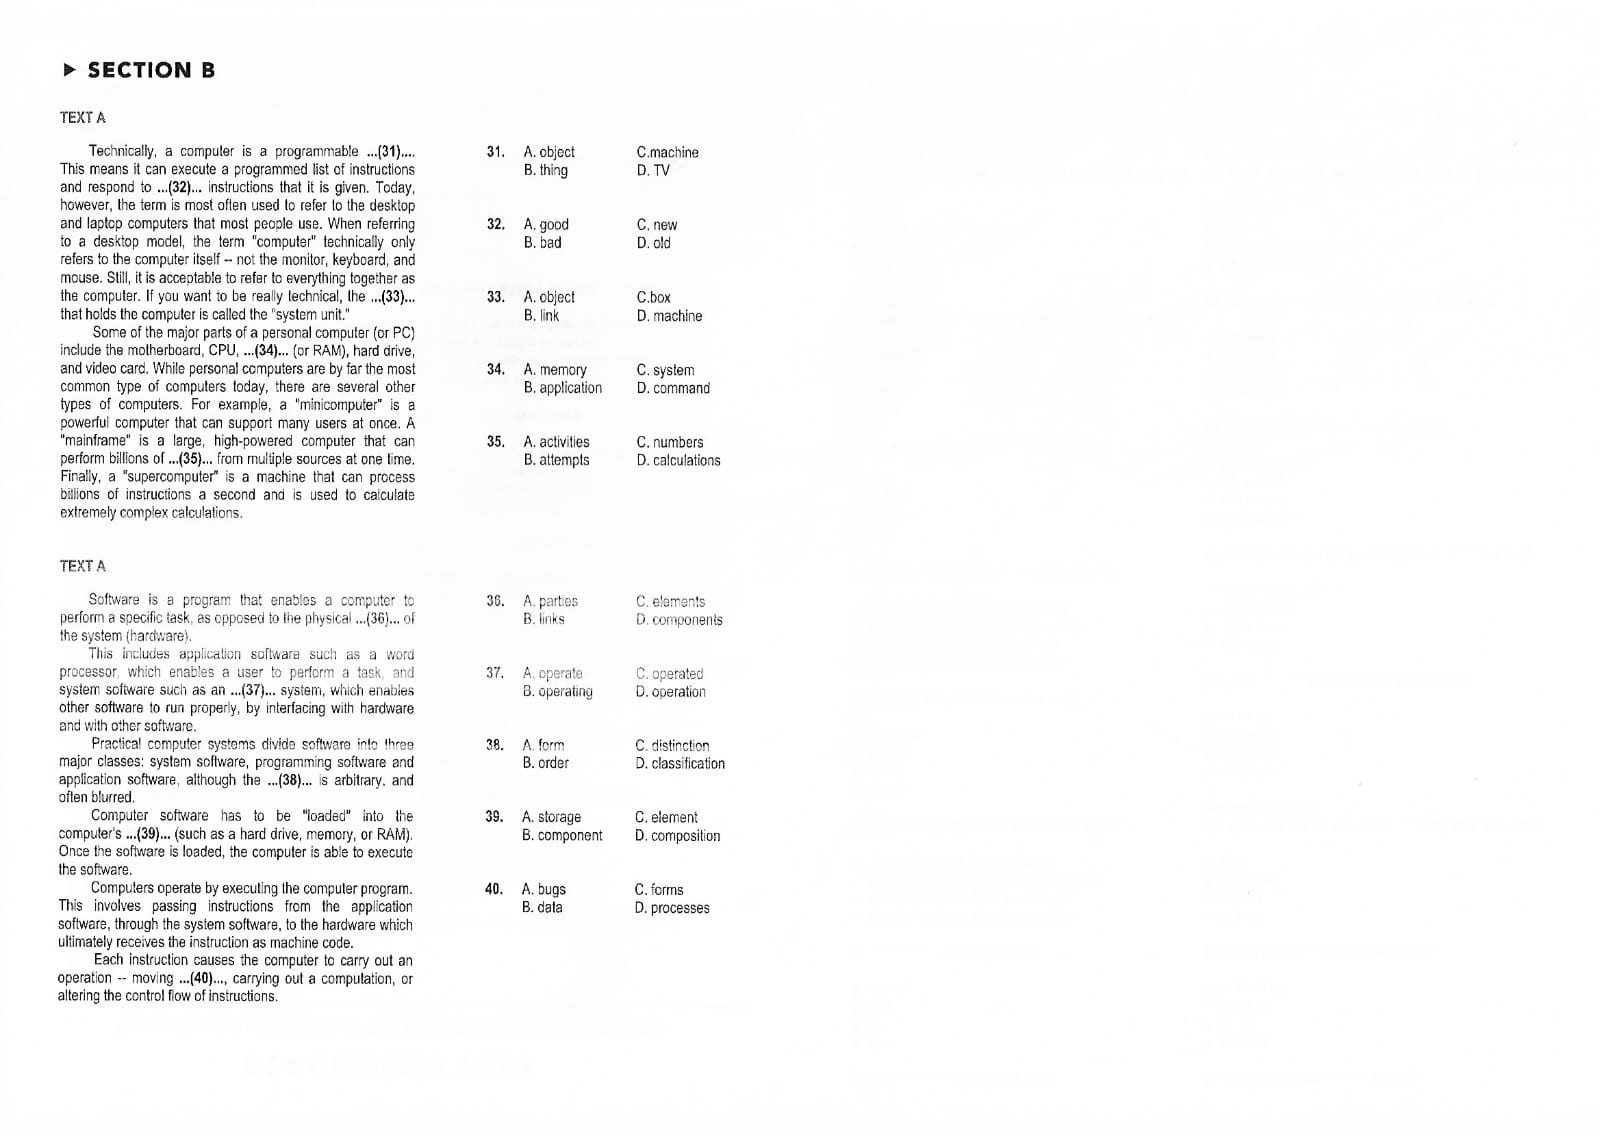 ► SECTION B
TEXT A
Technically, a computer is a programmable ...(31)....
This means it can execute a programmed list of instructions
and respond to ...(32)... instructions that it is given. Today,
however, the term is most often used to refer to the desktop
and laptop computers that most people use. When referring
to a desktop model, the term "computer" technically only
refers to the computer itself -- not the monitor, keyboard, and
mouse. Still, it is acceptable to refer to everything together as
the computer. If you want to be really technical, the ...(33)...
that holds the computer is called the "system unit."
Some of the major parts of a personal computer (or PC)
include the motherboard, CPU, ...(34)... (or RAM), hard drive,
and video card. While personal computers are by far the most
common type of computers today, there are several other
types of computers. For example, a "minicomputer" is a
powerful computer that can support many users at once. A
"mainframe" is a large, high-powered computer that can
perform billions of ...(35)... from multiple sources at one time.
Finally, a "supercomputer" is a machine that can process
billions of instructions a second and is used to calculate
extremely complex calculations.
31. A. object C.machine
B. thing D. TV
32. A. good C. new
B. bad D. old
33. A. object C.box
B. link D. machine
34. A. memory C. system
B. application D. command
35. A. activities C. numbers
B. attempts D. calculations
TEXT A
Software is a program that enables a computer to
perform a specific task, as opposed to the physical ...(36)... of
the system (hardware).
This includes application software such as a word
processor, which enables a user to perform a task, and
system software such as an ...(37)... system, which enables
other software to run properly, by interfacing with hardware
and with other software.
Practical computer systems divide software into three
major classes: system software, programming software and
application software, although the ...(38)... is arbitrary, and
often blurred.
Computer software has to be "loaded" into the
computer's ...(39)... (such as a hard drive, memory, or RAM).
Once the software is loaded, the computer is able to execute
the software.
Computers operate by executing the computer program.
This involves passing instructions from the application
software, through the system software, to the hardware which
ultimately receives the instruction as machine code.
Each instruction causes the computer to carry out an
operation -- moving ...(40)..., carrying out a computation, or
altering the control flow of instructions.
36. A. parties C. elements
B. links D. components
37. A. operate C. operated
B. operating D. operation
38. A. form C. distinction
B. order D. classification
39. A. storage C. element
B. component D. composition
40. A. bugs C. forms
B. data D. processes